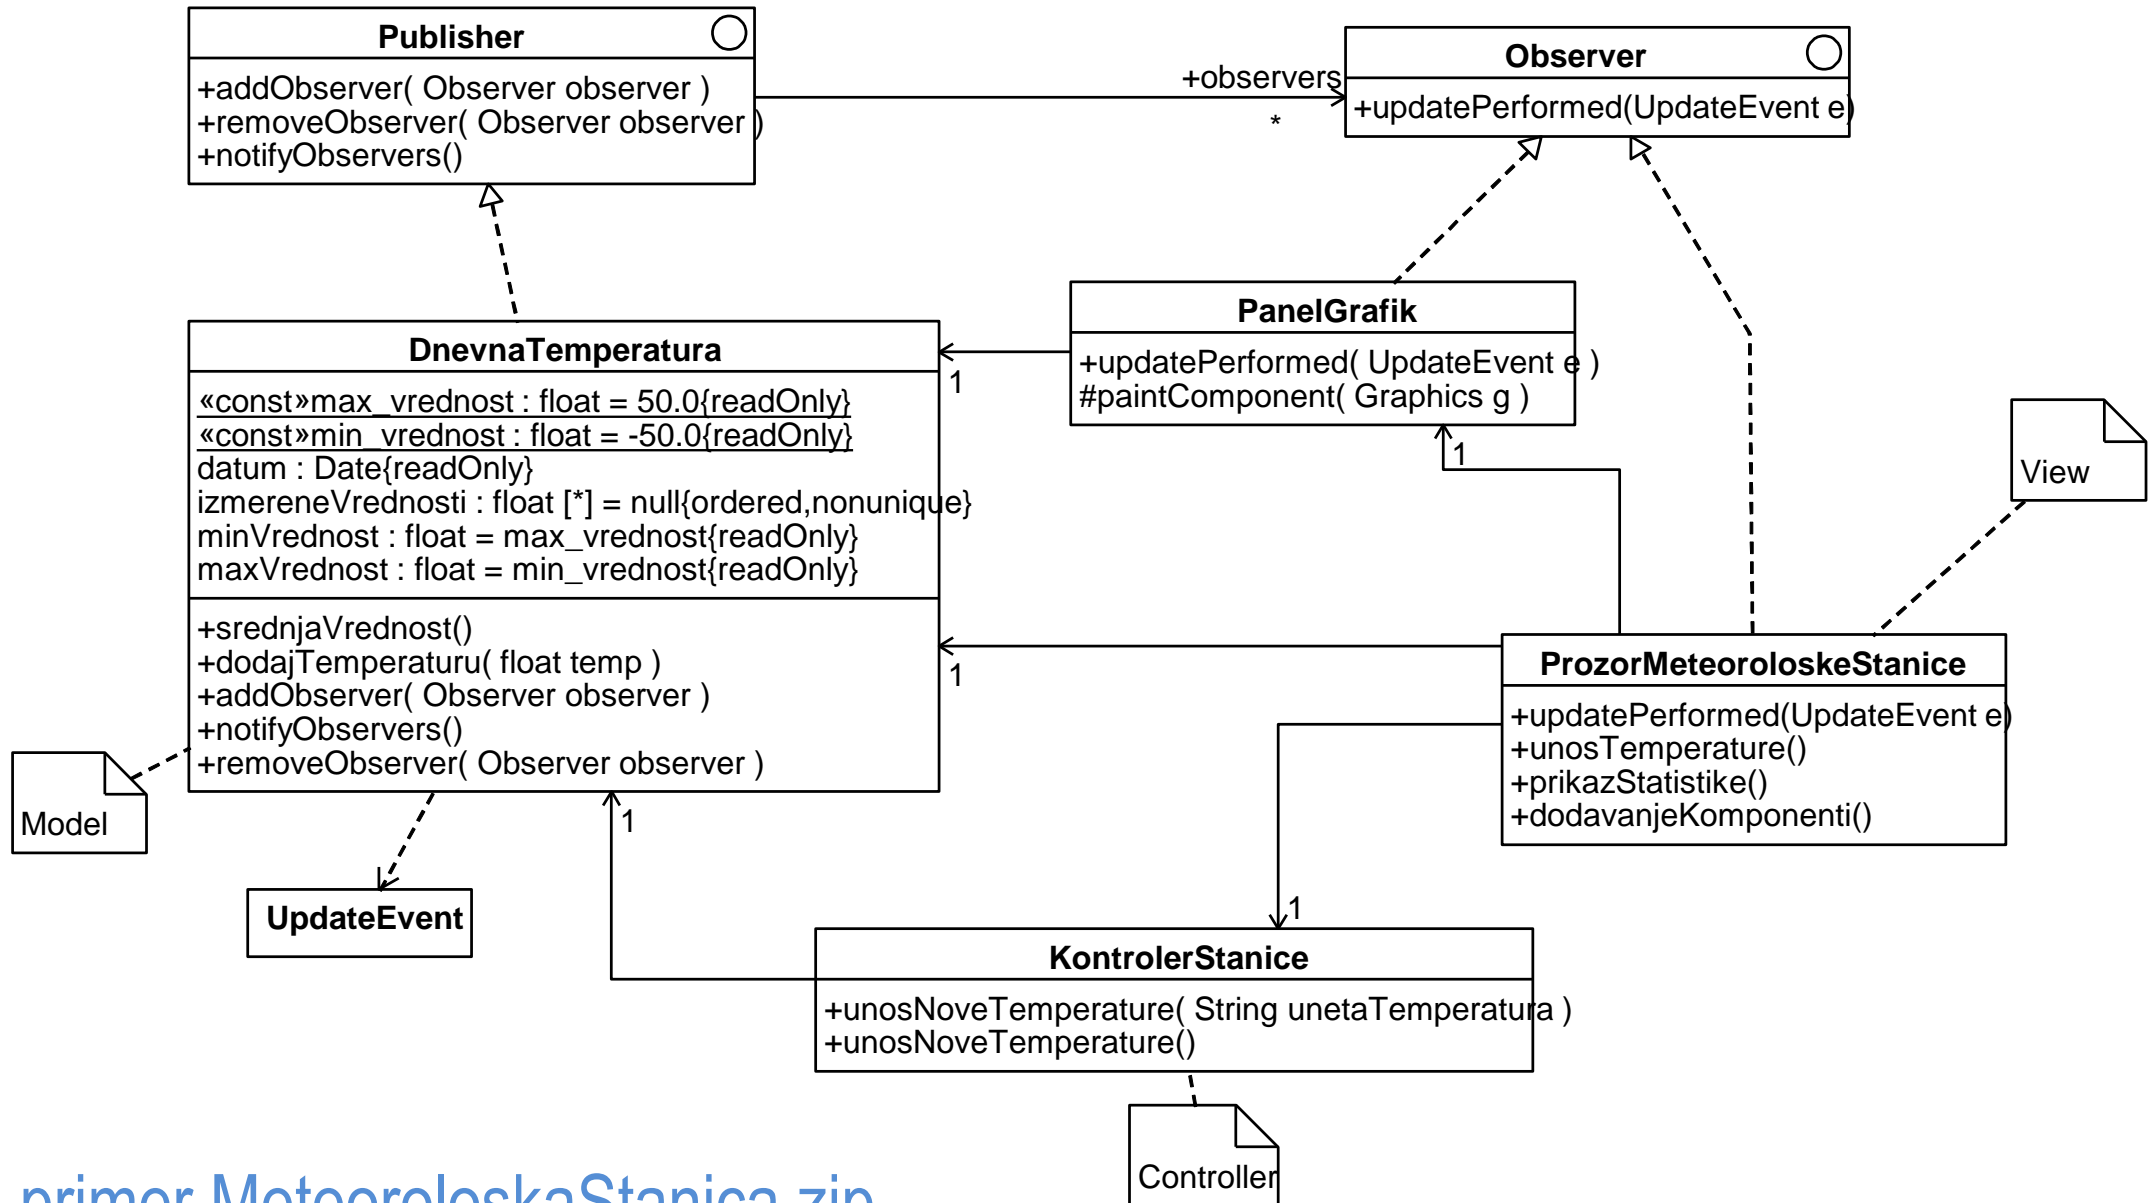 Publisher
+addObserver( Observer observer )
+removeObserver( Observer observer )
+notifyObservers()
+observers
*
Observer
+updatePerformed(UpdateEvent e)
DnevnaTemperatura
«const»max_vrednost : float = 50.0{readOnly}
«const»min_vrednost : float = -50.0{readOnly}
datum : Date{readOnly}
izmereneVrednosti : float [*] = null{ordered,nonunique}
minVrednost : float = max_vrednost{readOnly}
maxVrednost : float = min_vrednost{readOnly}
+srednjaVrednost()
+dodajTemperaturu( float temp )
+addObserver( Observer observer )
+notifyObservers()
+removeObserver( Observer observer )
1
PanelGrafik
+updatePerformed( UpdateEvent e )
#paintComponent( Graphics g )
1
View
1
ProzorMeteoroloskeStanice
+updatePerformed(UpdateEvent e)
+unosTemperature()
+prikazStatistike()
+dodavanjeKomponenti()
Model
1
UpdateEvent
1
KontrolerStanice
+unosNoveTemperature( String unetaTemperatura )
+unosNoveTemperature()
Controller
primer MeteoroloskaStanica.zip